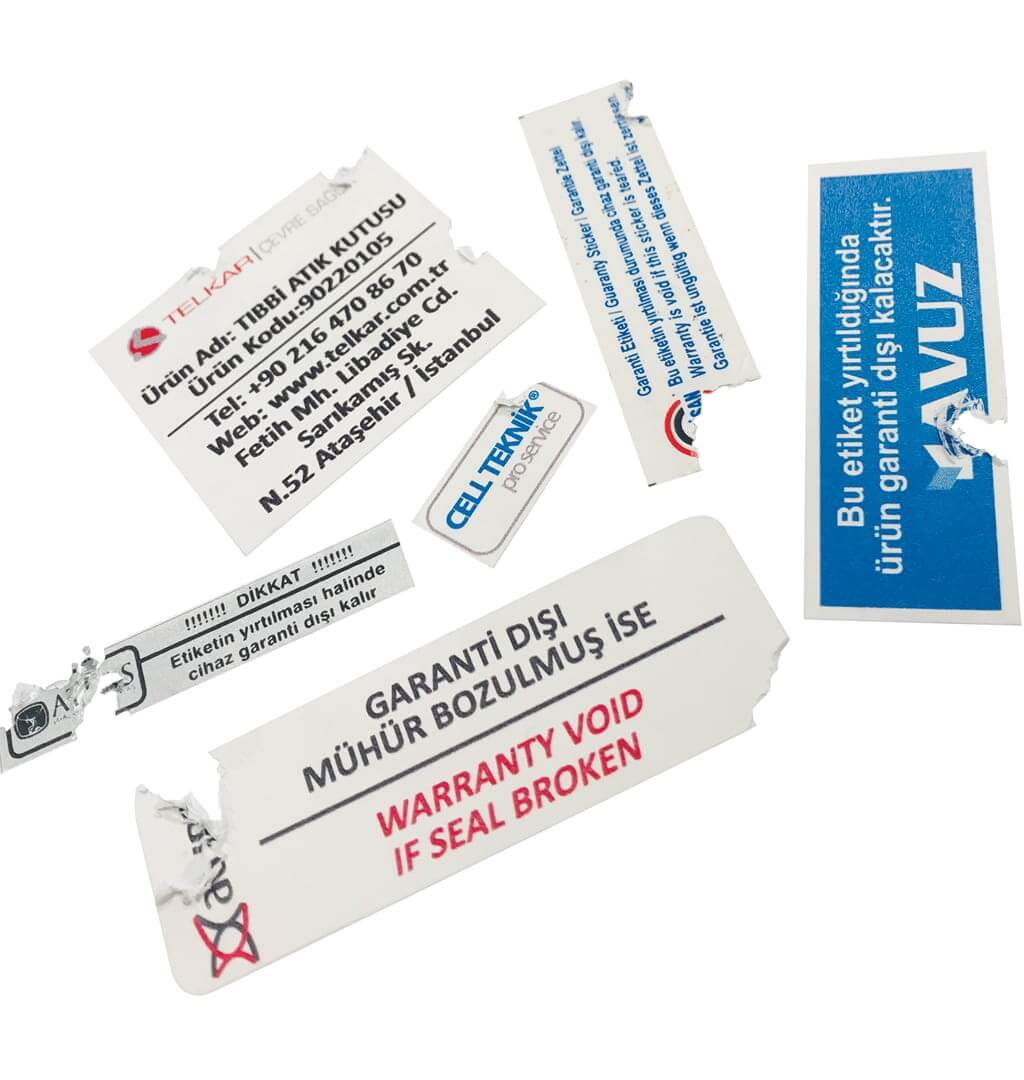 TELKAR | ÇEVRE SAĞ
Ürün Adı: TIBBİ ATIK KUTUSU
Ürün Kodu:90220105
Tel: +90 216 470 86 70
Web: www.telkar.com.tr
Fetih Mh. Libadiye Cd.
Sarıkamış Sk.
N.52 Ataşehir / İstanbul
Garanti Etiketi | Guaranty Sticker | Garantie Zettel
Bu etiketin yırtılması durumunda cihaz garanti dışı kalır.
Warranty is void if this sticker is teared.
Garantie ist ungültig wenn dieses Zettel ist zerrissen.
SAN
Bu etiket yırtıldığında
ürün garanti dışı kalacaktır.
AVUZ
CELL TEKNİK®
pro service
!!!!!!! DİKKAT !!!!!!!
Etiketin yırtılması halinde
cihaz garanti dışı kalır
GARANTİ DIŞI
MÜHÜR BOZULMUŞ İSE
WARRANTY VOID
IF SEAL BROKEN